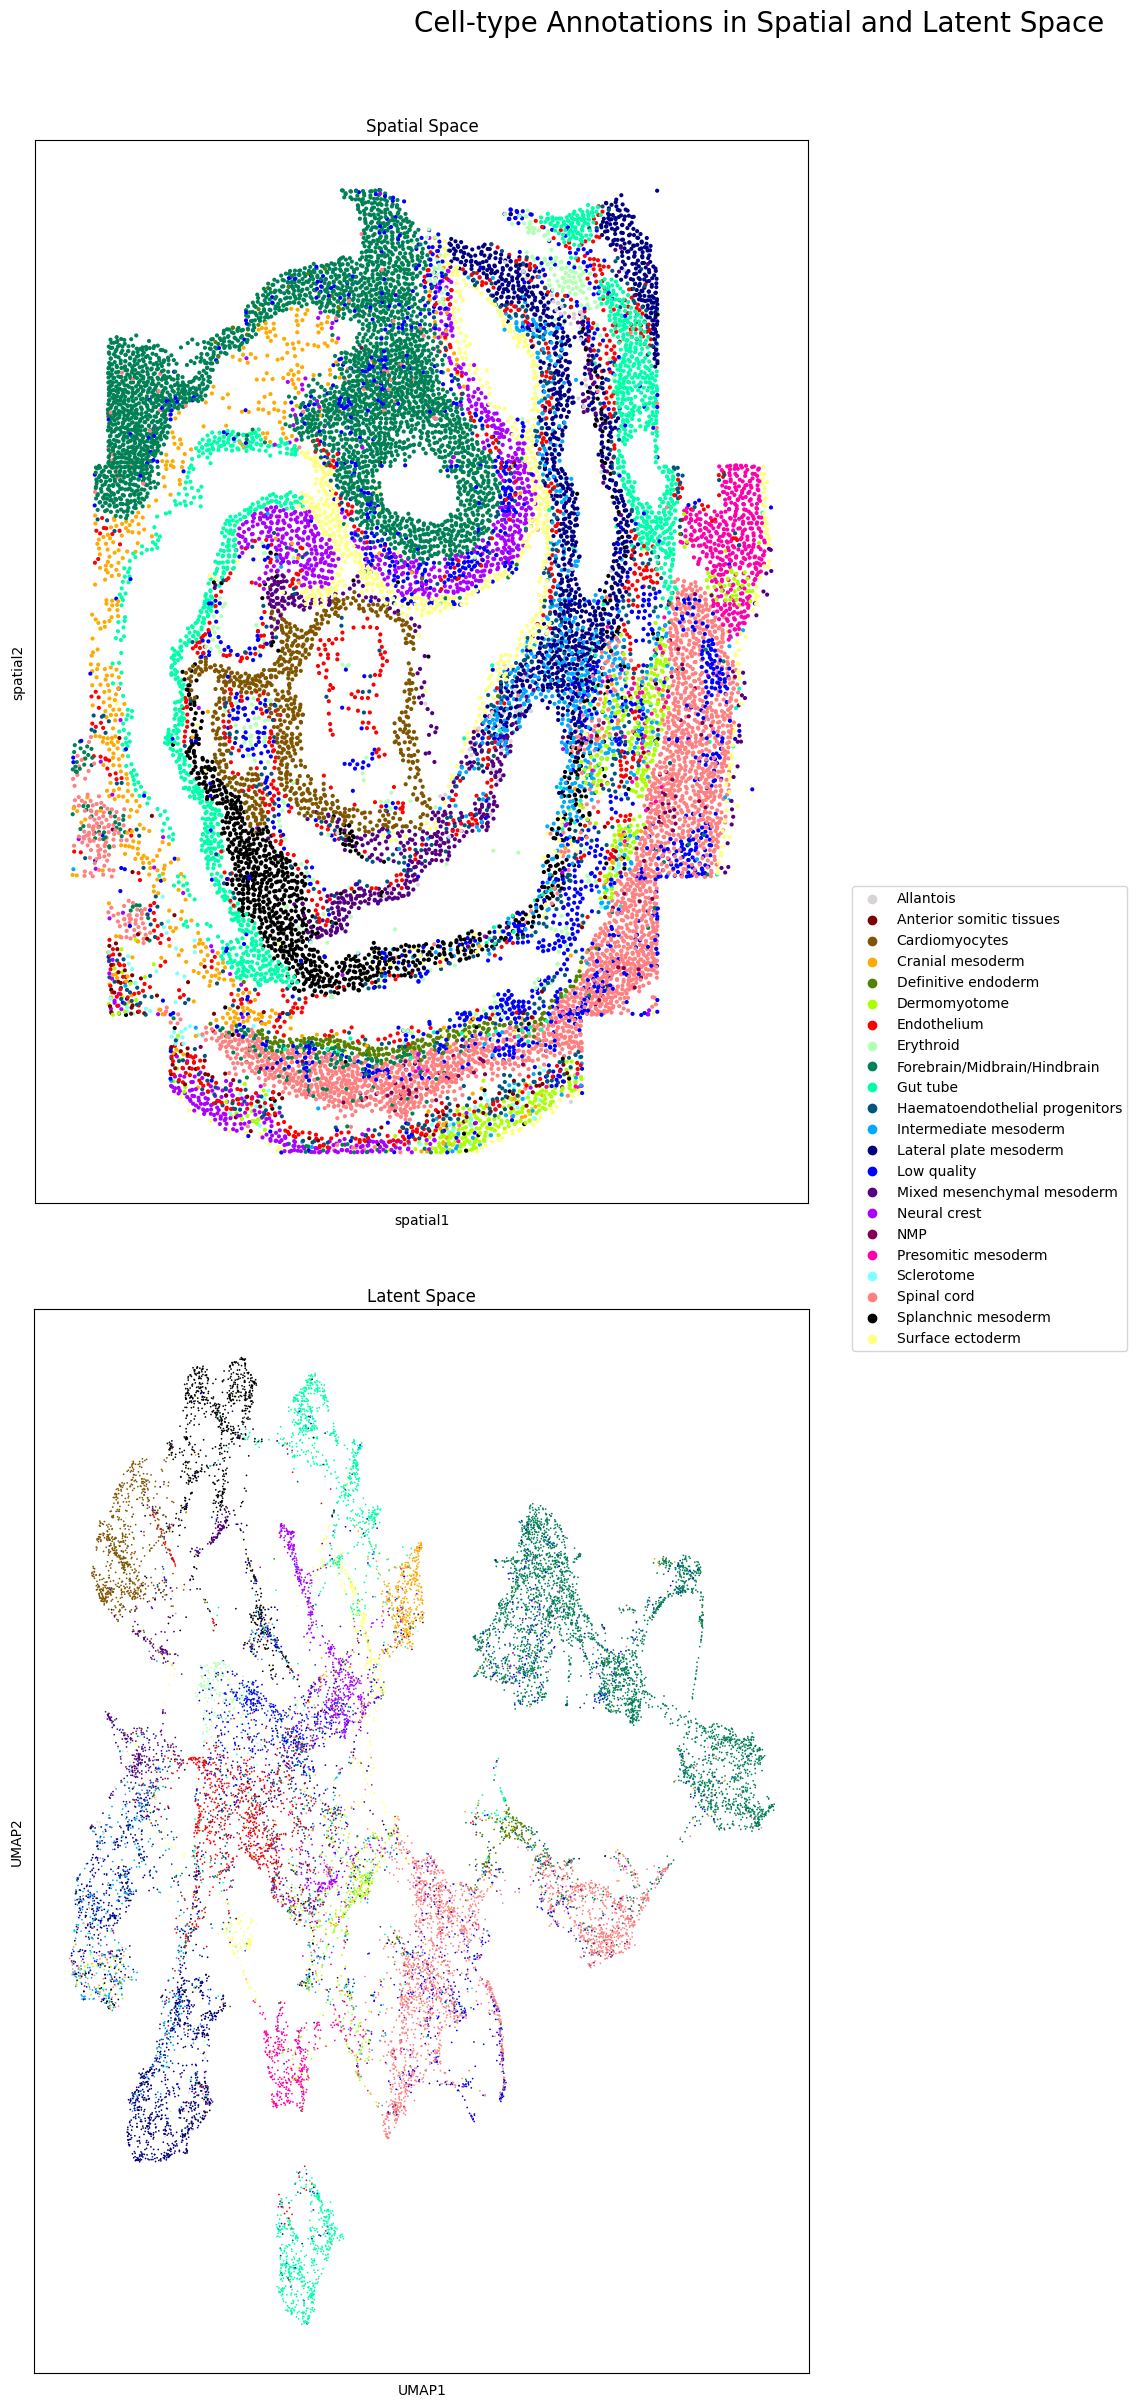 Cell-type Annotations in Spatial and Latent Space
Spatial Space
spatial2
spatial1
Allantois
Anterior somitic tissues
Cardiomyocytes
Cranial mesoderm
Definitive endoderm
Dermomyotome
Endothelium
Erythroid
Forebrain/Midbrain/Hindbrain
Gut tube
Haematoendothelial progenitors
Intermediate mesoderm
Lateral plate mesoderm
Low quality
Mixed mesenchymal mesoderm
Neural crest
NMP
Presomitic mesoderm
Sclerotome
Spinal cord
Splanchnic mesoderm
Surface ectoderm
Latent Space
UMAP2
UMAP1